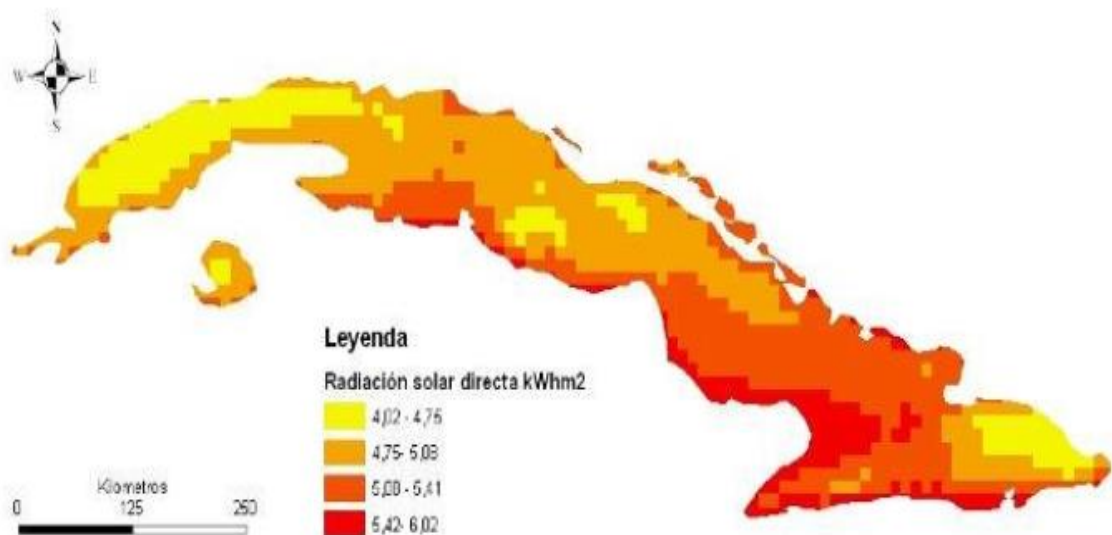 N
W E
S
Leyenda
Radiación solar directa kWhm2
4,02 - 4,75
4,75- 5,08
5,08 - 5,41
5,42- 6,02
Kilometros
0 125 250